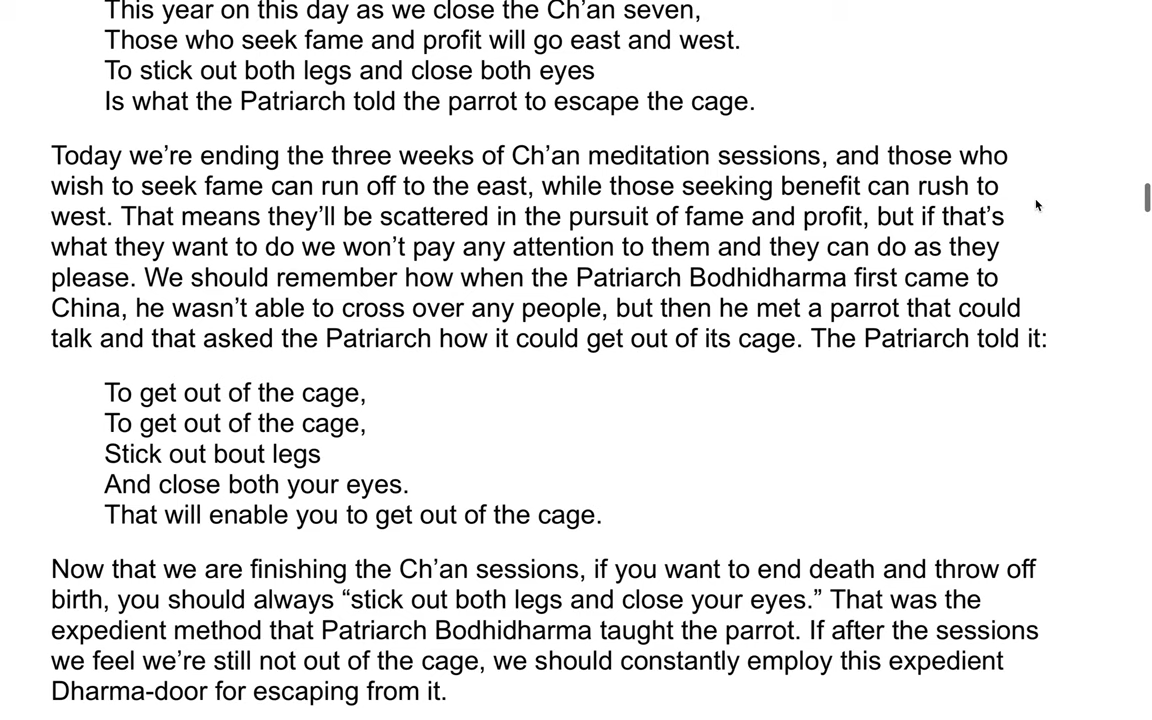 This year on this day as we close the Ch’an seven,
Those who seek fame and profit will go east and west.
To stick out both legs and close both eyes
Is what the Patriarch told the parrot to escape the cage.
Today we’re ending the three weeks of Ch’an meditation sessions, and those who
wish to seek fame can run off to the east, while those seeking benefit can rush to
west. That means they’ll be scattered in the pursuit of fame and profit, but if that’s
what they want to do we won’t pay any attention to them and they can do as they
please. We should remember how when the Patriarch Bodhidharma first came to
China, he wasn’t able to cross over any people, but then he met a parrot that could
talk and that asked the Patriarch how it could get out of its cage. The Patriarch told it:
To get out of the cage,
To get out of the cage,
Stick out bout legs
And close both your eyes.
That will enable you to get out of the cage.
Now that we are finishing the Ch’an sessions, if you want to end death and throw off
birth, you should always “stick out both legs and close your eyes.” That was the
expedient method that Patriarch Bodhidharma taught the parrot. If after the sessions
we feel we’re still not out of the cage, we should constantly employ this expedient
Dharma-door for escaping from it.